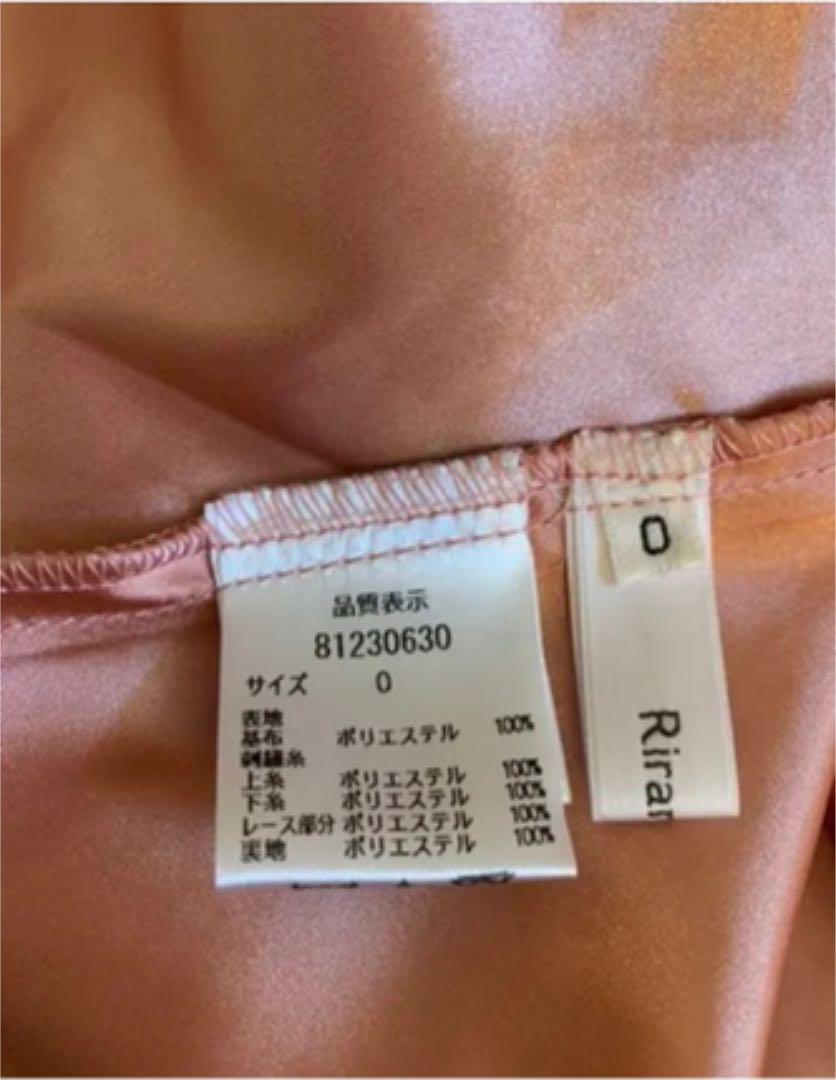 品質表示
81230630
サイズ 0
表地
基布 ポリエステル 100%
刺繍糸
上糸 ポリエステル 100%
下糸 ポリエステル 100%
レース部分 ポリエステル 100%
裏地 ポリエステル 100%
0
Riran